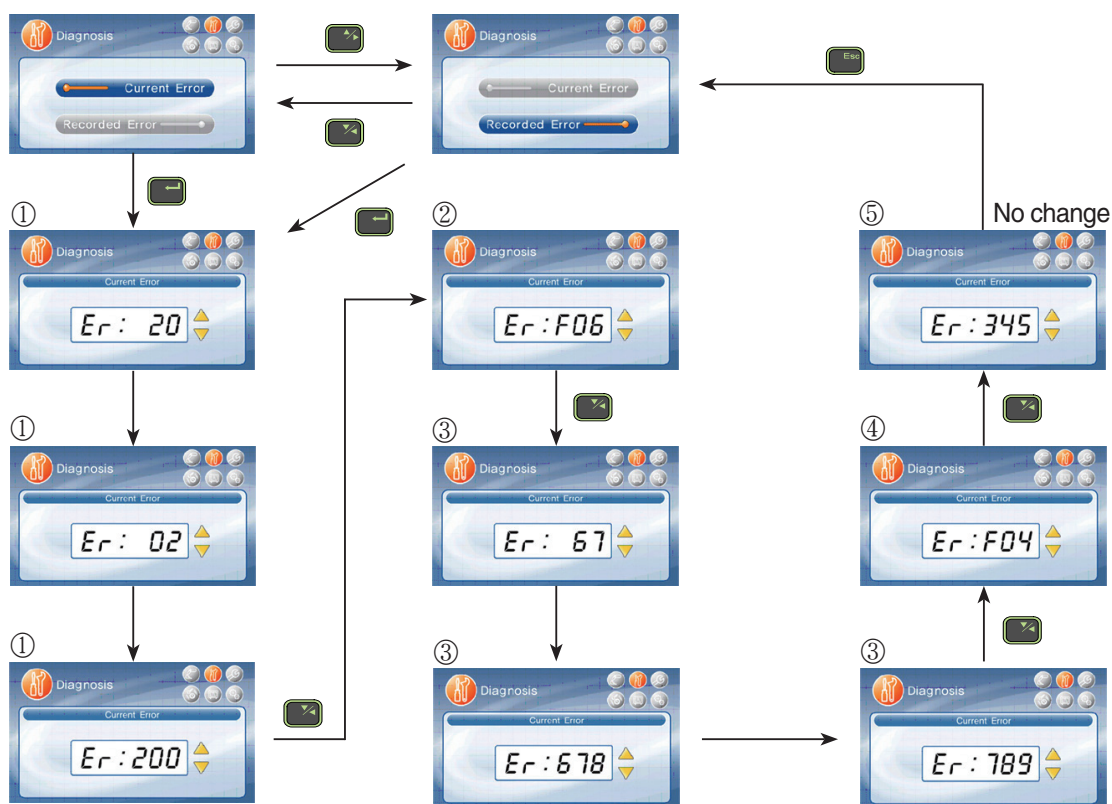 Diagnosis
Current Error
Recorded Error
Diagnosis
Current Error
Recorded Error
Esc
①
Diagnosis
Current Error
Er: 20
②
Diagnosis
Current Error
Er:F06
⑤
No change
Diagnosis
Current Error
Er:345
①
Diagnosis
Current Error
Er: 02
③
Diagnosis
Current Error
Er: 67
④
Diagnosis
Current Error
Er:F04
①
Diagnosis
Current Error
Er:200
③
Diagnosis
Current Error
Er:678
③
Diagnosis
Current Error
Er:789